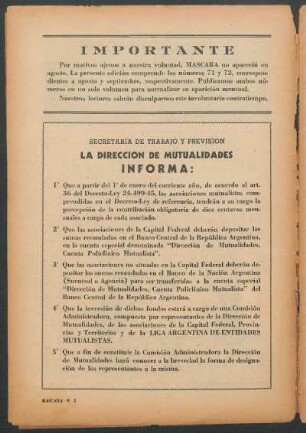 IMPORTANTE
Por motivos ajenos a nuestra voluntad, MASCARA no apareció en
agosto. La presente edición comprende los números 71 y 72, correspon-
dientes a agosto y septiembre, respectivamente. Publicamos ambos nú-
meros en un solo volumen para normalizar su aparición mensual.
Nuestros lectores sabrán disculparnos este involuntario contratiempo.
SECRETARIA DE TRABAJO Y PREVISION
LA DIRECCION DE MUTUALIDADES
INFORMA:
1º Que a partir del 1º de enero del corriente año, de acuerdo al art.
36 del Decreto-Ley 24.499-45, las asociaciones mutualistas com-
prendidas en el Decreto-Ley de referencia, tendrán a su cargo la
percepción de la contribución obligatoria de diez centavos men-
suales a cargo de cada asociado.
2º Que las asociaciones de la Capital Federal deberán depositar las
sumas recaudadas en el Banco Central de la República Argentina,
en la cuenta especial denominada "Dirección de Mutualidades,
Cuenta Policlínico Mutualista".
3º Que las asociaciones no situadas en la Capital Federal deberán de-
positar las sumas recaudadas en el Banco de la Nación Argentina
(Sucursal o Agencia) para ser transferidas a la cuenta especial
"Dirección de Mutualidades, Cuenta Policlínico Mutualista" del
Banco Central de la República Argentina.
4º Que la inversión de dichos fondos estará a cargo de una Comisión
Administradora, compuesta por representantes de la Dirección de
Mutualidades, de las asociaciones de la Capital Federal, Provin-
cias y Territorios y de la LIGA ARGENTINA DE ENTIDADES
MUTUALISTAS.
5º Que a fin de constituir la Comisión Administradora la Dirección
de Mutualidades hará conocer a la brevedad la forma de designa-
ción de los representantes a la misma.
MASCARA